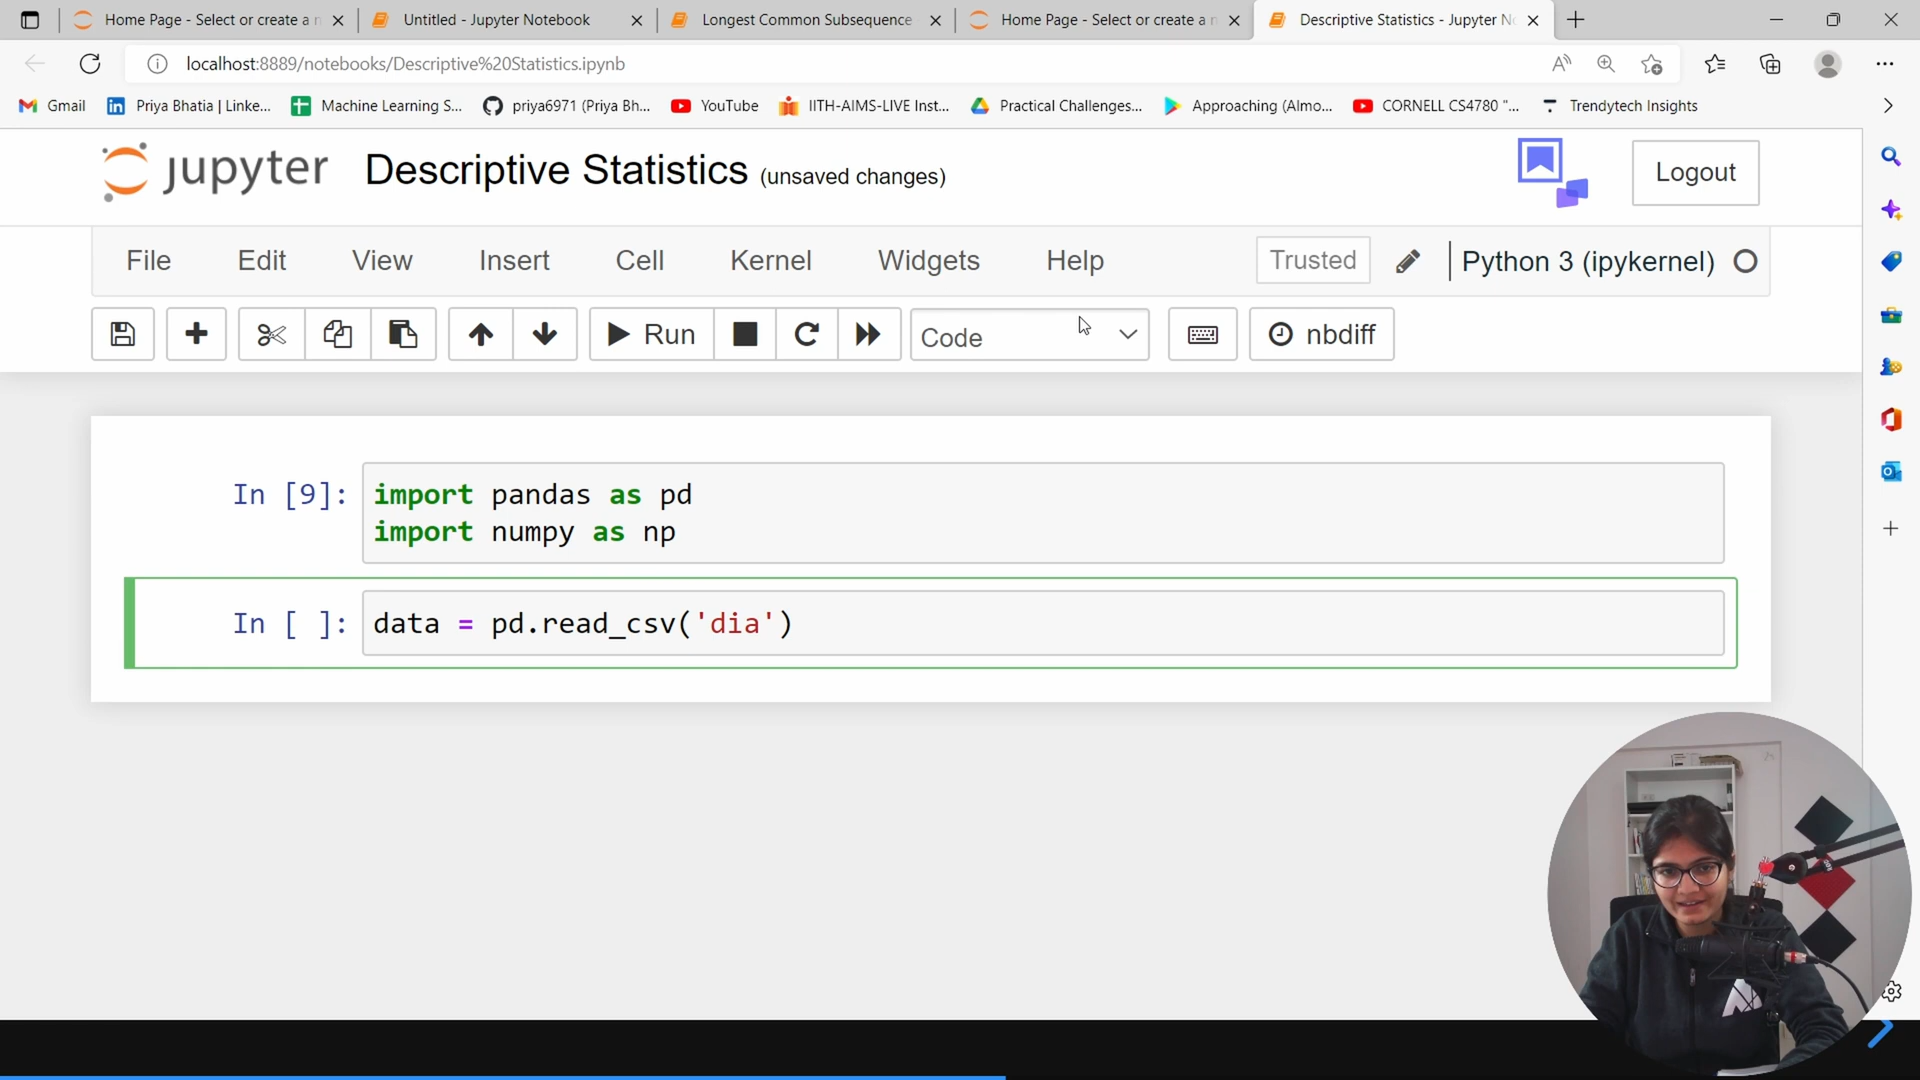 Home Page - Select or create a n
Untitled - Jupyter Notebook
Longest Common Subsequence
Home Page - Select or create a n
Descriptive Statistics - Jupyter No
localhost:8889/notebooks/Descriptive%20Statistics.ipynb
Gmail
Priya Bhatia | Linke...
Machine Learning S...
priya6971 (Priya Bh...
YouTube
IITH-AIMS-LIVE Inst...
Practical Challenges...
Approaching (Almo...
CORNELL CS4780 "...
Trendytech Insights
jupyter Descriptive Statistics (unsaved changes)
Logout
File Edit View Insert Cell Kernel Widgets Help
Trusted
Python 3 (ipykernel)
Run
Code
nbdiff
In [9]: import pandas as pd
import numpy as np
In [ ]: data = pd.read_csv('dia')